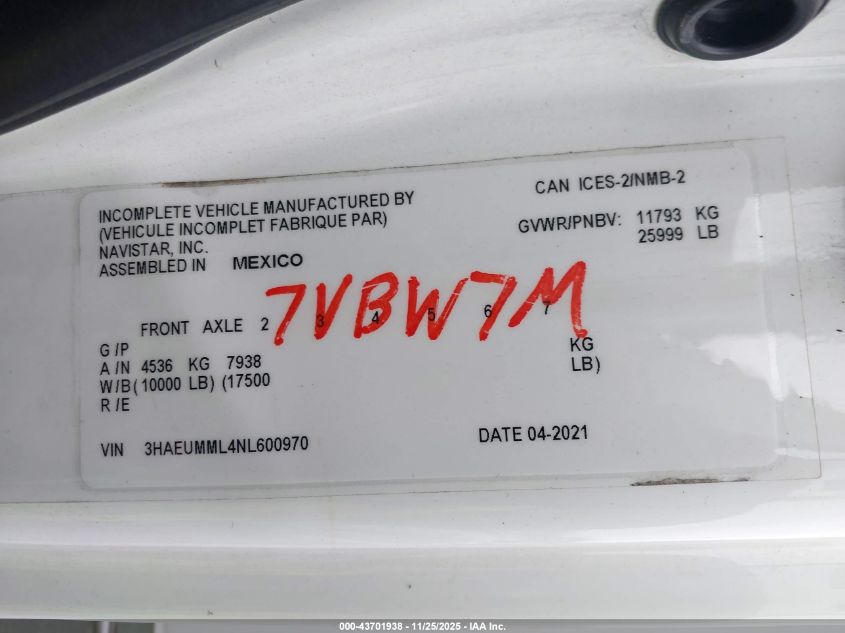 CAN ICES-2/NMB-2
INCOMPLETE VEHICLE MANUFACTURED BY
(VEHICULE INCOMPLET FABRIQUE PAR)
NAVISTAR, INC.
ASSEMBLED IN MEXICO
GVWR/PNBV: 11793 KG
25999 LB
7VBW7M
FRONT AXLE 2 3 4 5 6 7
G /P
A /N 4536 KG 7938 KG
W/B (10000 LB) (17500 LB)
R /E
VIN 3HAEUMML4NL600970
DATE 04-2021
000-43701938 - 11/25/2025 - IAA Inc.